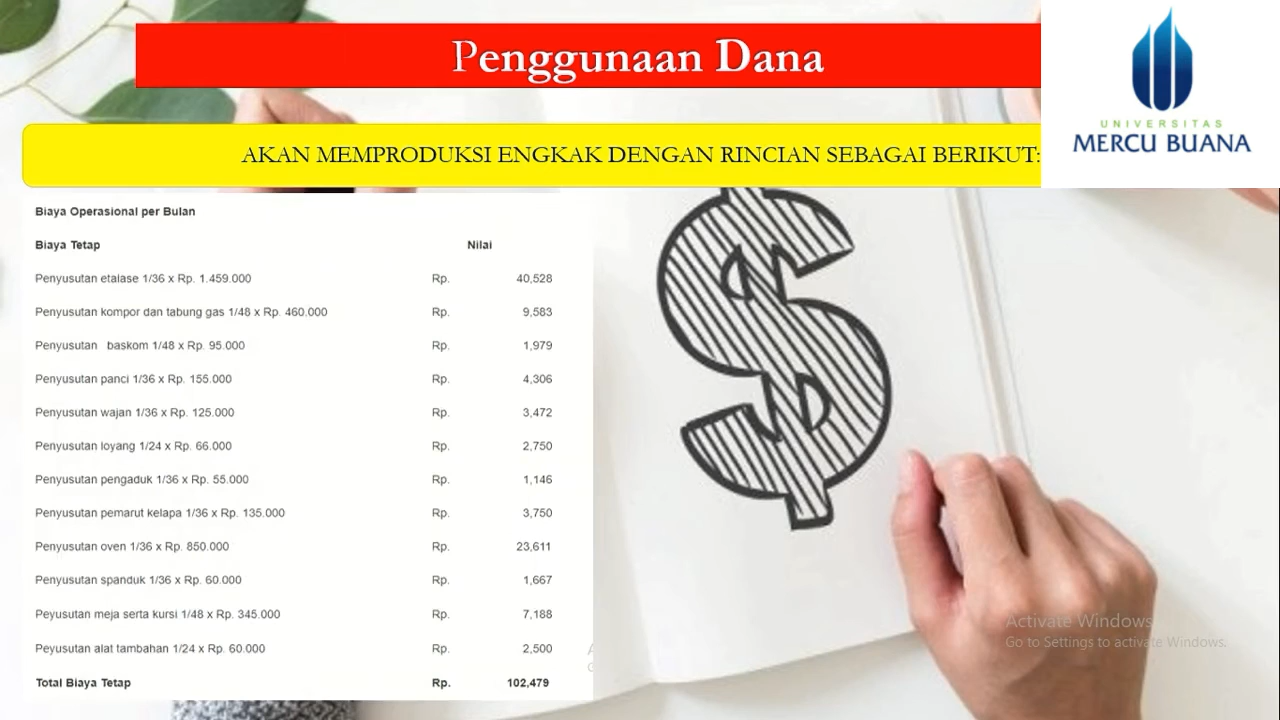 Penggunaan Dana
UNIVERSITAS
MERCU BUANA
AKAN MEMPRODUKSI ENGKAK DENGAN RINCIAN SEBAGAI BERIKUT:
Biaya Operasional per Bulan
Biaya Tetap Nilai
Penyusutan etalase 1/36 x Rp. 1.459.000 Rp. 40,528
Penyusutan kompor dan tabung gas 1/48 x Rp. 460.000 Rp. 9,583
Penyusutan baskom 1/48 x Rp. 95.000 Rp. 1,979
Penyusutan panci 1/36 x Rp. 155.000 Rp. 4,306
Penyusutan wajan 1/36 x Rp. 125.000 Rp. 3,472
Penyusutan loyang 1/24 x Rp. 66.000 Rp. 2,750
Penyusutan pengaduk 1/36 x Rp. 55.000 Rp. 1,146
Penyusutan pemarut kelapa 1/36 x Rp. 135.000 Rp. 3,750
Penyusutan oven 1/36 x Rp. 850.000 Rp. 23,611
Penyusutan spanduk 1/36 x Rp. 60.000 Rp. 1,667
Peyusutan meja serta kursi 1/48 x Rp. 345.000 Rp. 7,188
Peyusutan alat tambahan 1/24 x Rp. 60.000 Rp. 2,500
Total Biaya Tetap Rp. 102,479
Activate Windows
Go to Settings to activate Windows.